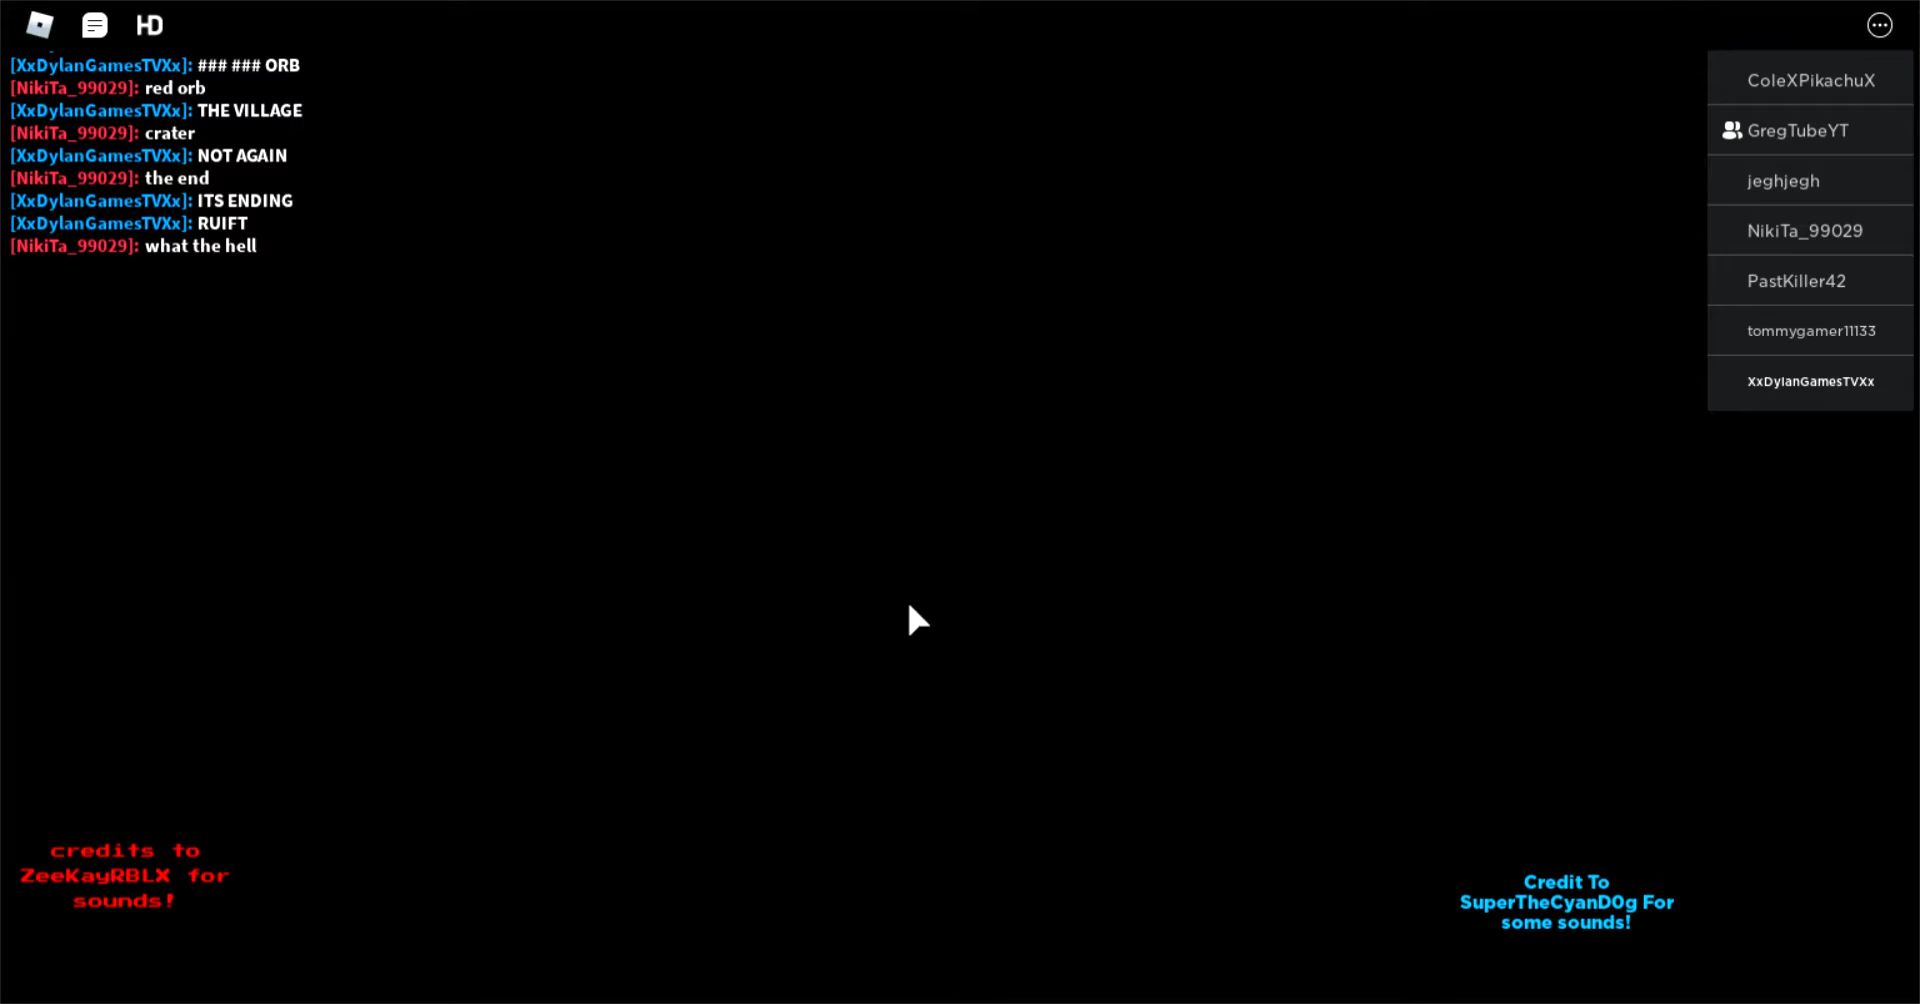 HD
[XxDylanGamesTVXx]: ### ### ORB
[NikiTa_99029]: red orb
[XxDylanGamesTVXx]: THE VILLAGE
[NikiTa_99029]: crater
[XxDylanGamesTVXx]: NOT AGAIN
[NikiTa_99029]: the end
[XxDylanGamesTVXx]: ITS ENDING
[XxDylanGamesTVXx]: RUIFT
[NikiTa_99029]: what the hell
ColeXPikachuX
GregTubeYT
jeghjegh
NikiTa_99029
PastKiller42
tommygamer11133
XxDylanGamesTVXx
credits to
ZeeKayRBLX for
sounds!
Credit To
SuperTheCyanD0g For
some sounds!